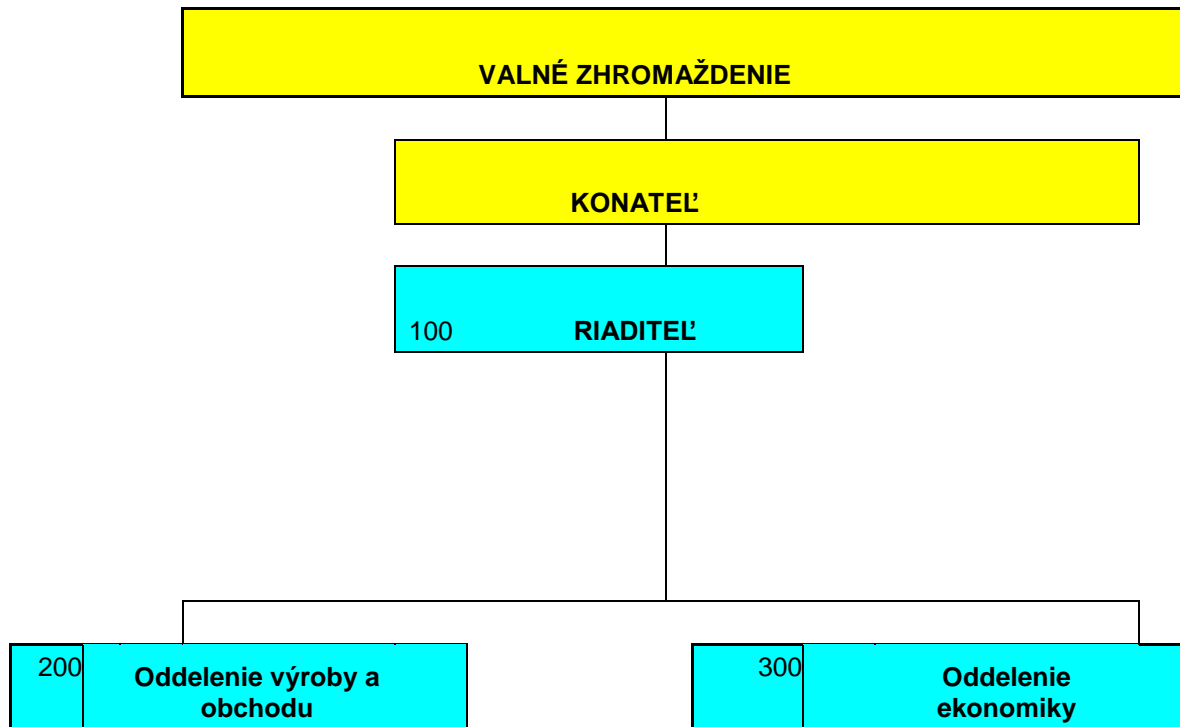 VALNÉ ZHROMAŽDENIE
KONATEĽ
100 RIADITEĽ
200 Oddelenie výroby a
obchodu
300 Oddelenie
ekonomiky